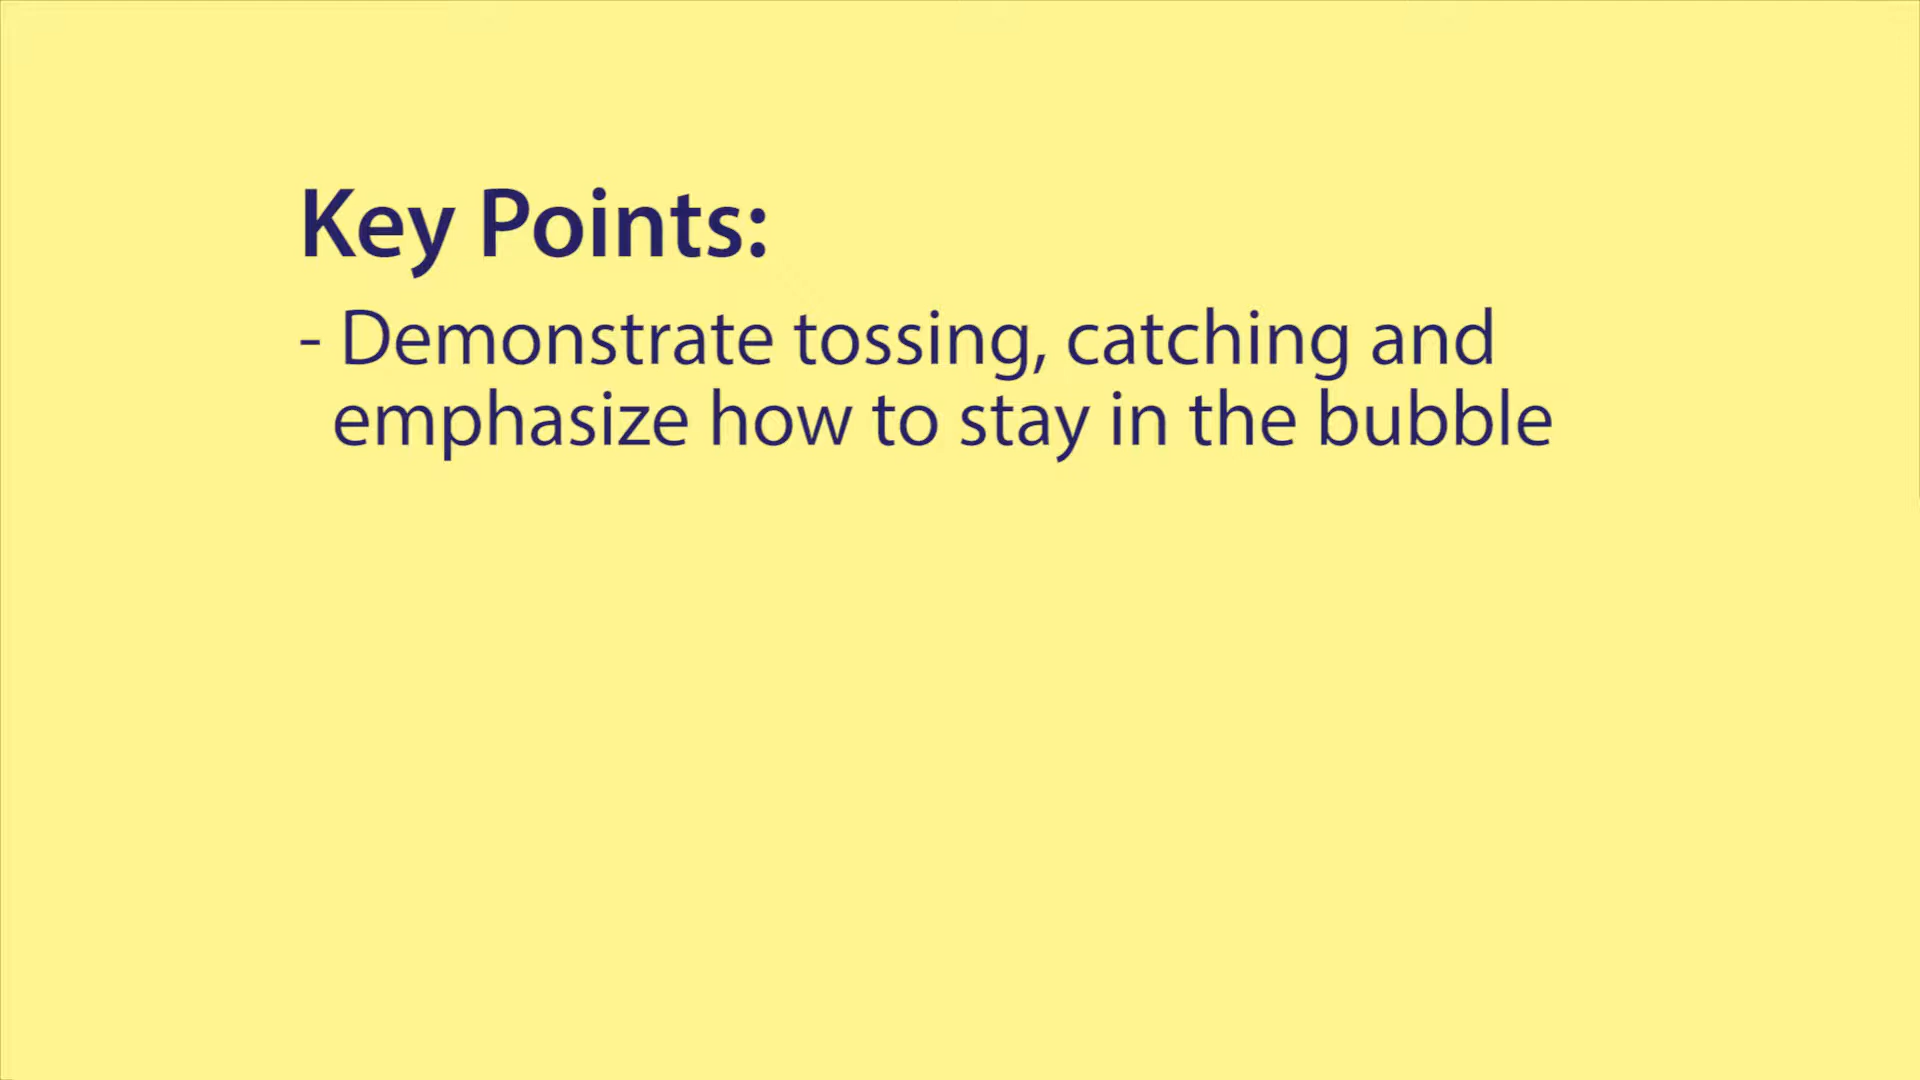 Key Points:
- Demonstrate tossing, catching and
emphasize how to stay in the bubble